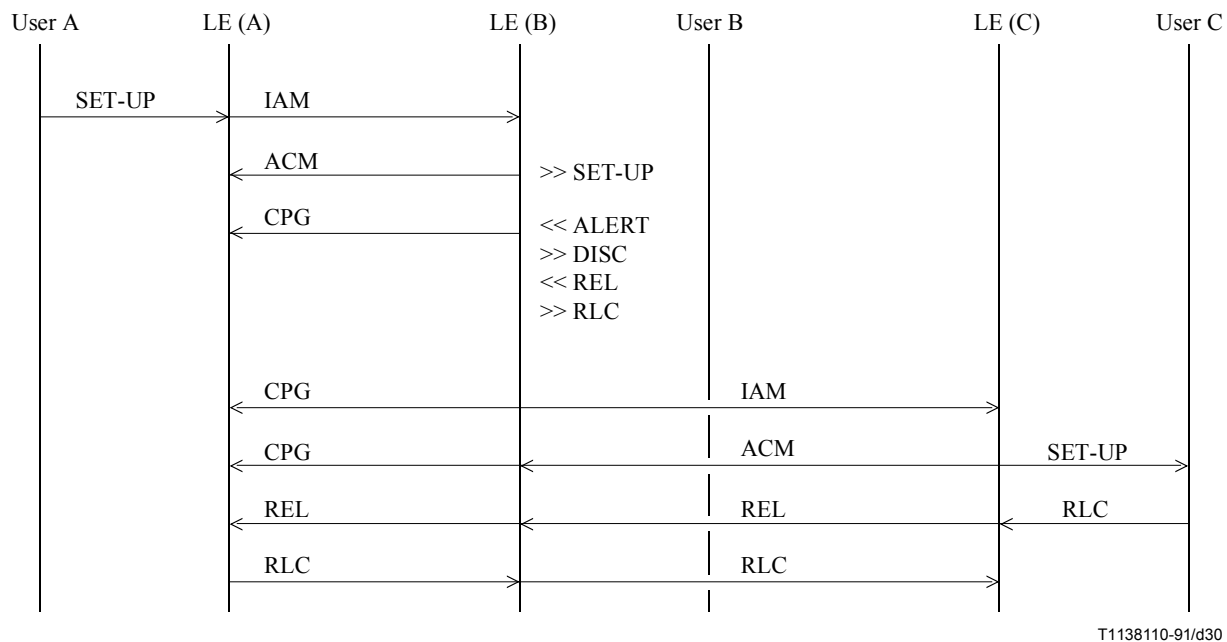 User A LE (A) LE (B) User B LE (C) User C
SET-UP IAM
ACM >> SET-UP
CPG << ALERT
>> DISC
<< REL
>> RLC
CPG IAM
CPG ACM SET-UP
REL REL RLC
RLC RLC
T1138110-91/d30